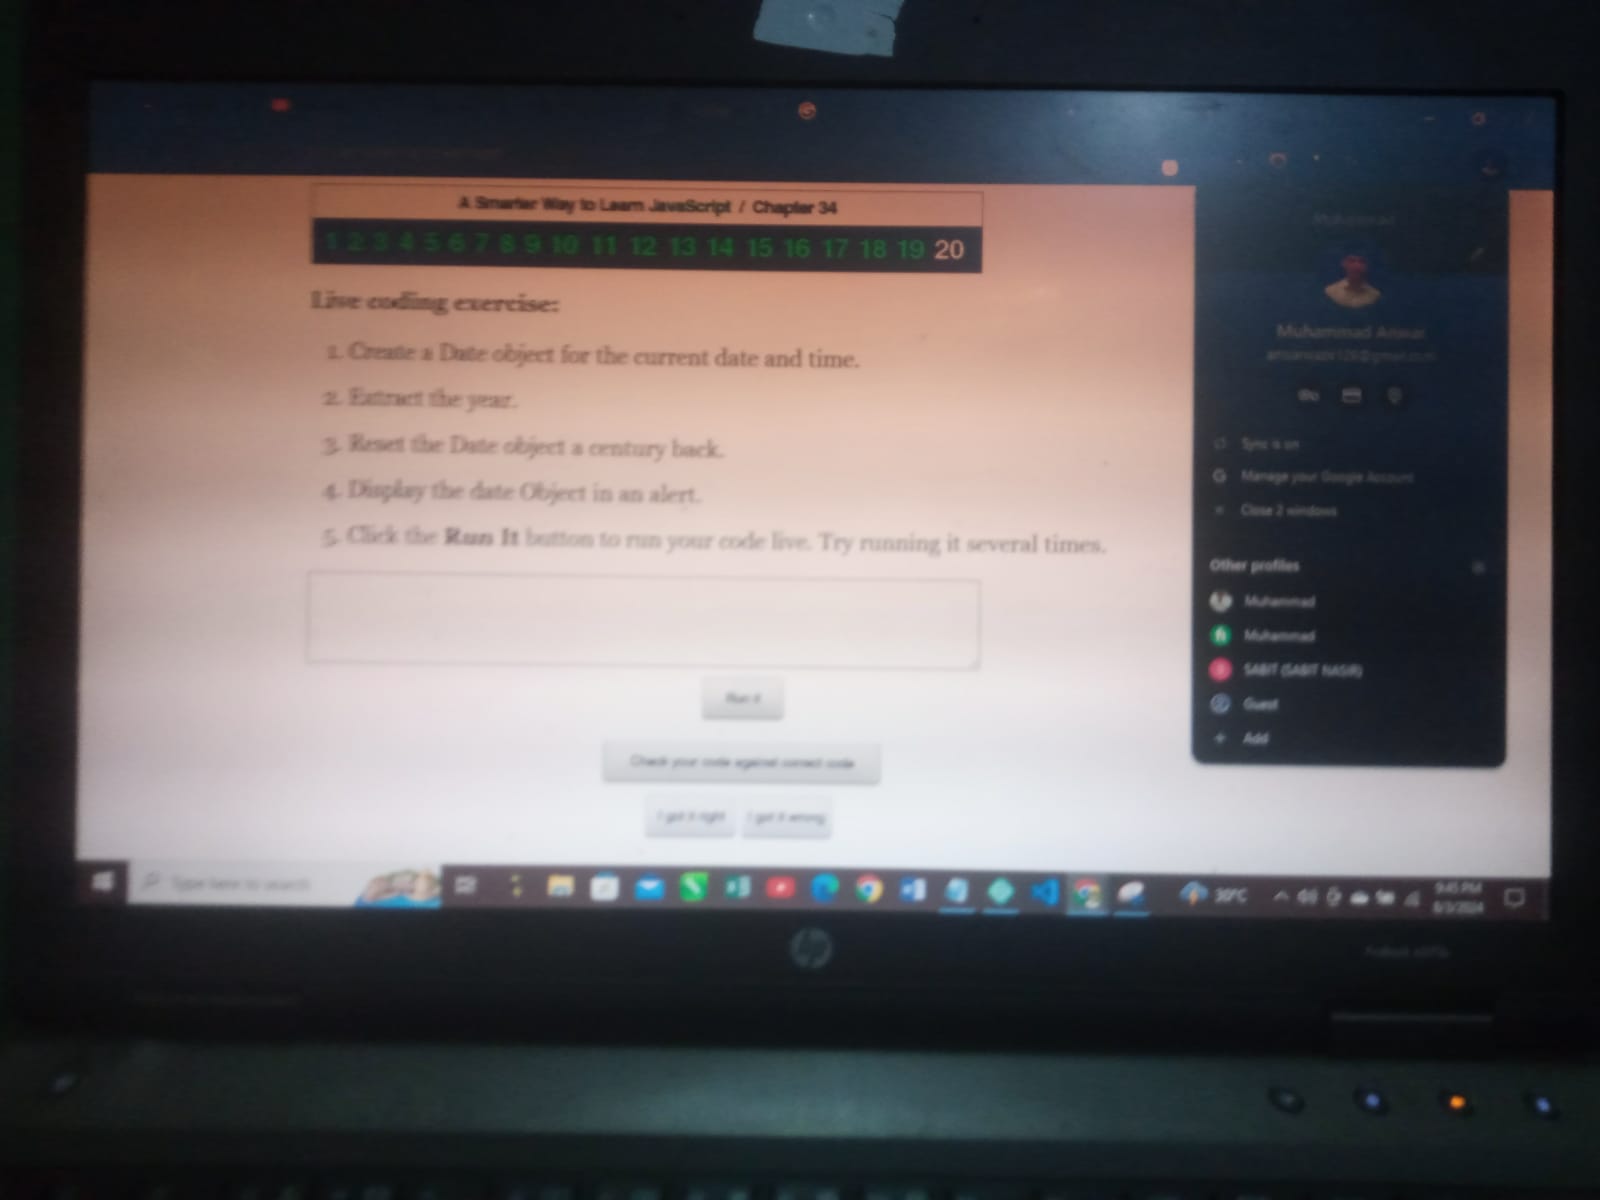 A Smarter Way to Learn JavaScript / Chapter 34
1 2 3 4 5 6 7 8 9 10 11 12 13 14 15 16 17 18 19 20
Live coding exercise:
1. Create a Date object for the current date and time.
2. Extract the year.
3. Reset the Date object a century back.
4. Display the date Object in an alert.
5. Click the Run It button to run your code live. Try running it several times.
Run it
Check your code against correct code
I got it right
I got it wrong
Muhammad
Muhammad Anwar
Sync is on
Manage your Google Account
Close 2 windows
Other profiles
Muhammad
Muhammad
SABIT (SABIT NASIR)
Guest
Add
Type here to search
30°C
9:45 PM
8/3/2024
hp